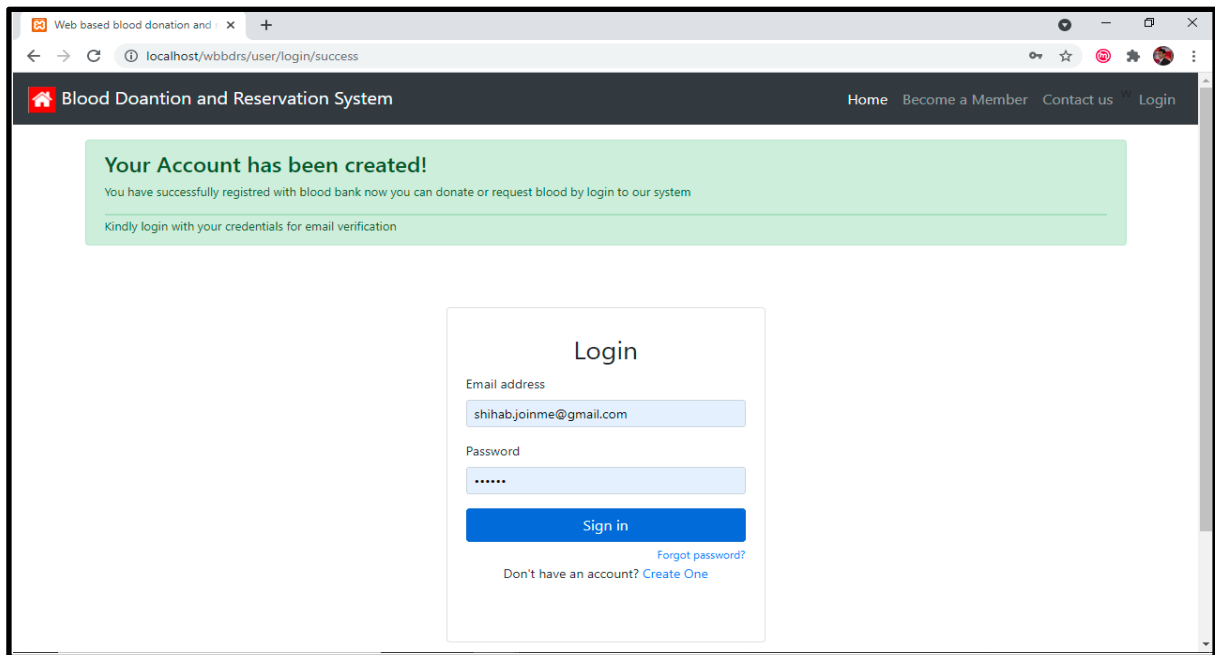 Web based blood donation and r
localhost/wbbdrs/user/login/success
Blood Doantion and Reservation System
Home Become a Member Contact us W Login
Your Account has been created!
You have successfully registred with blood bank now you can donate or request blood by login to our system
Kindly login with your credentials for email verification
Login
Email address
shihab.joinme@gmail.com
Password
••••••
Sign in
Forgot password?
Don't have an account? Create One